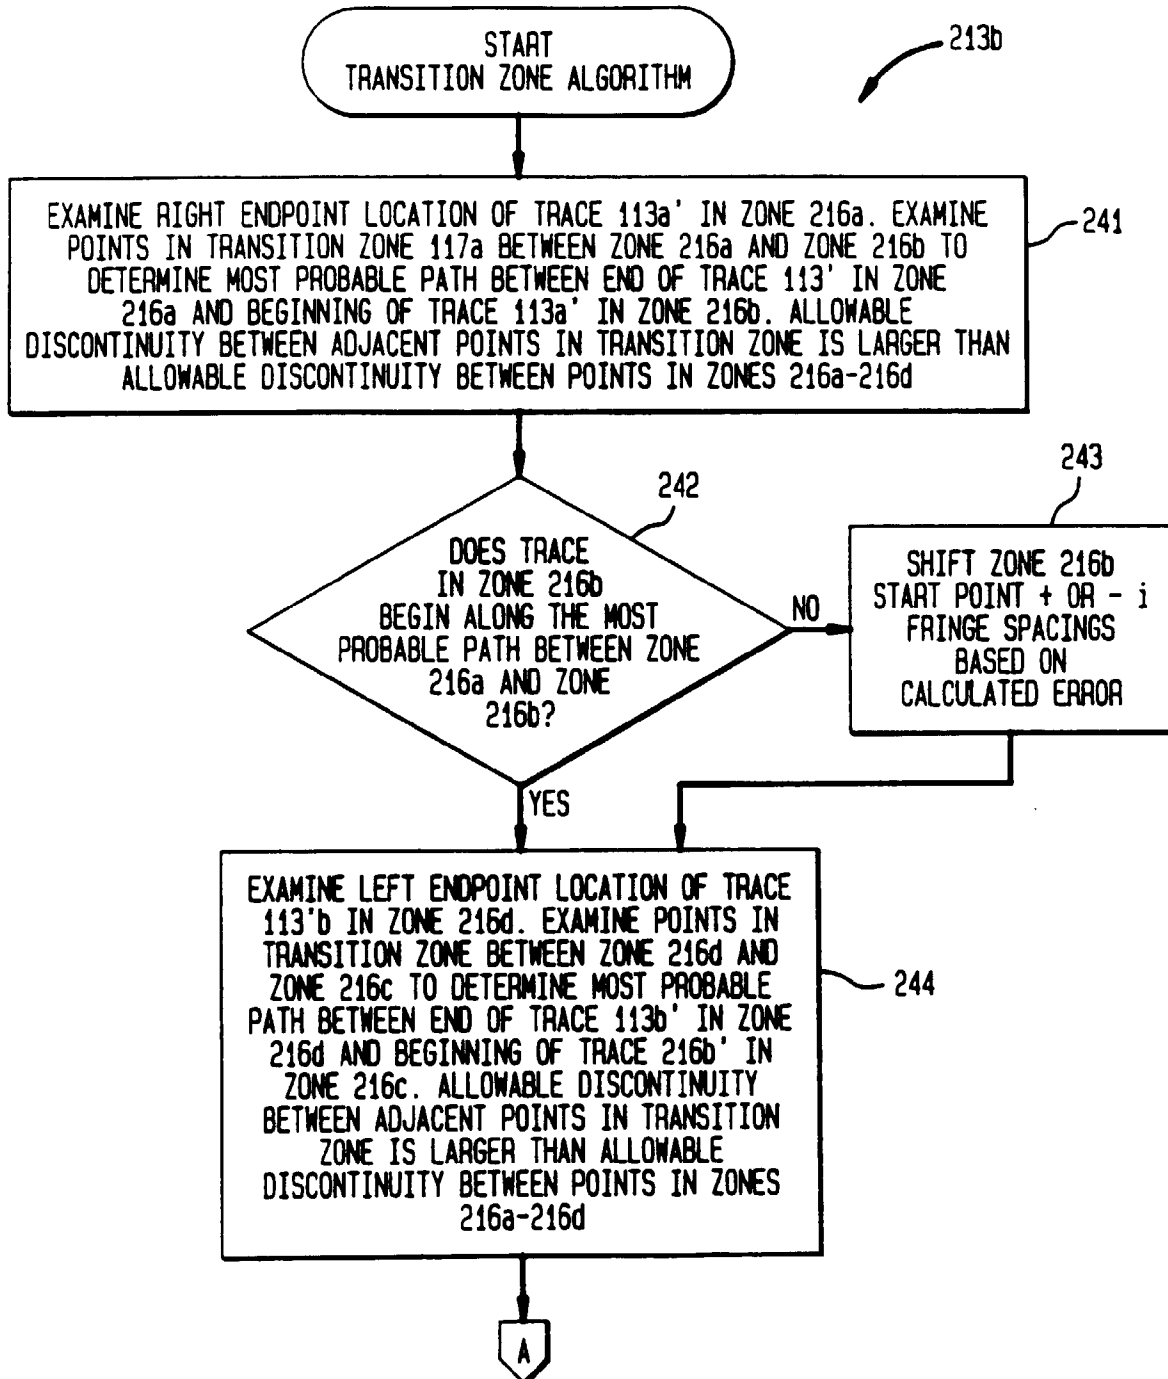 START
TRANSITION ZONE ALGORITHM
213b
EXAMINE RIGHT ENDPOINT LOCATION OF TRACE 113a' IN ZONE 216a. EXAMINE
POINTS IN TRANSITION ZONE 117a BETWEEN ZONE 216a AND ZONE 216b TO
DETERMINE MOST PROBABLE PATH BETWEEN END OF TRACE 113' IN ZONE
216a AND BEGINNING OF TRACE 113a' IN ZONE 216b. ALLOWABLE
DISCONTINUITY BETWEEN ADJACENT POINTS IN TRANSITION ZONE IS LARGER THAN
ALLOWABLE DISCONTINUITY BETWEEN POINTS IN ZONES 216a-216d
241
242
DOES TRACE
IN ZONE 216b
BEGIN ALONG THE MOST
PROBABLE PATH BETWEEN ZONE
216a AND ZONE
216b?
NO
243
SHIFT ZONE 216b
START POINT + OR - i
FRINGE SPACINGS
BASED ON
CALCULATED ERROR
YES
EXAMINE LEFT ENDPOINT LOCATION OF TRACE
113'b IN ZONE 216d. EXAMINE POINTS IN
TRANSITION ZONE BETWEEN ZONE 216d AND
ZONE 216c TO DETERMINE MOST PROBABLE
PATH BETWEEN END OF TRACE 113b' IN ZONE
216d AND BEGINNING OF TRACE 216b' IN
ZONE 216c. ALLOWABLE DISCONTINUITY
BETWEEN ADJACENT POINTS IN TRANSITION
ZONE IS LARGER THAN ALLOWABLE
DISCONTINUITY BETWEEN POINTS IN ZONES
216a-216d
244
A